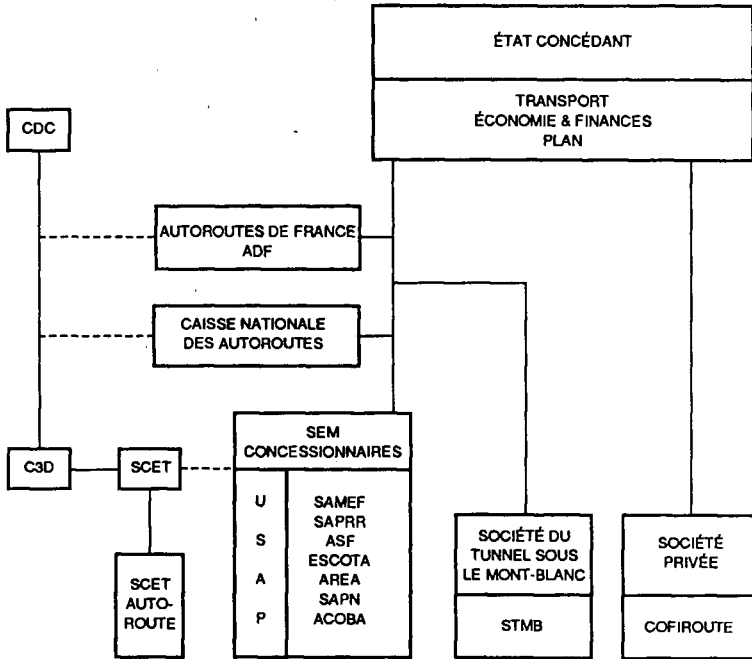 ÉTAT CONCÉDANT
TRANSPORT
ÉCONOMIE & FINANCES
PLAN
CDC
AUTOROUTES DE FRANCE
ADF
CAISSE NATIONALE
DES AUTOROUTES
SEM
CONCESSIONNAIRES
C3D
SCET
U
S
A
P
SAMEF
SAPRR
ASF
ESCOTA
AREA
SAPN
ACOBA
SCET
AUTO-
ROUTE
SOCIÉTÉ DU
TUNNEL SOUS
LE MONT-BLANC
STMB
SOCIÉTÉ
PRIVÉE
COFIROUTE